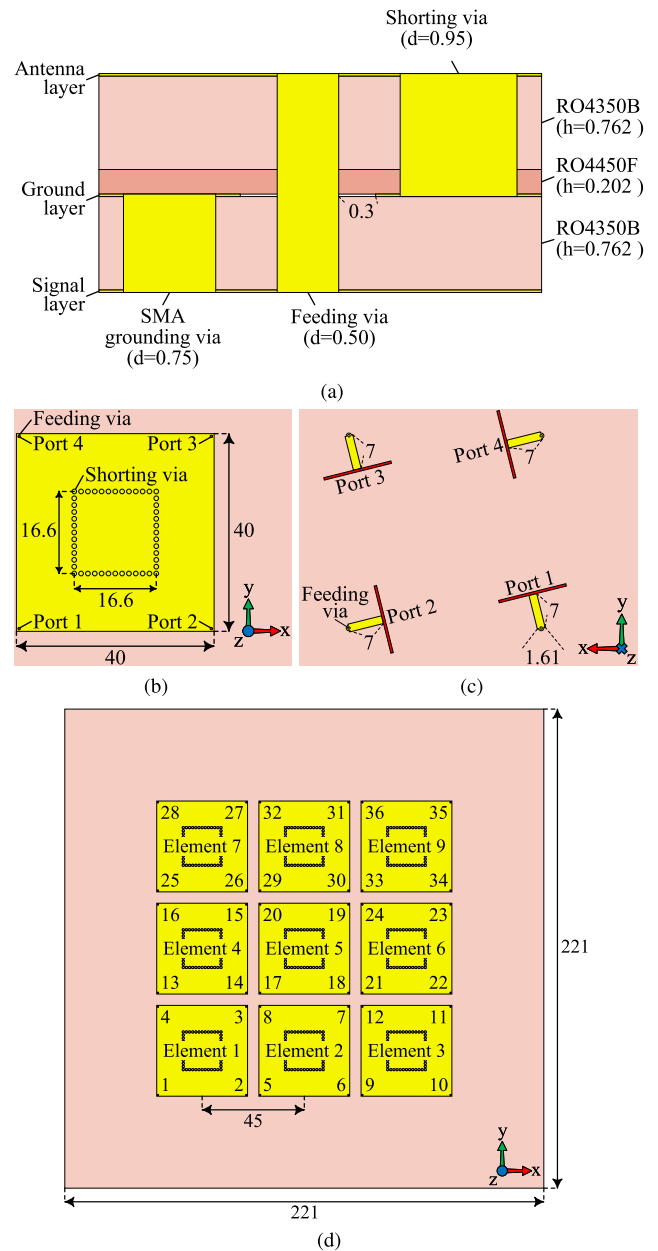 Shorting via
(d=0.95)
Antenna
layer
RO4350B
(h=0.762 )
RO4450F
(h=0.202 )
Ground
layer
0.3
RO4350B
(h=0.762 )
Signal
layer
SMA
grounding via
(d=0.75)
Feeding via
(d=0.50)
(a)
Feeding via
Port 4
Port 3
Shorting via
16.6
16.6
40
Port 1
Port 2
y
z
x
40
(b)
7
Port 3
Port 4
7
Feeding
via
Port 2
7
Port 1
7
1.61
y
x
z
(c)
28 27
Element 7
25 26
32 31
Element 8
29 30
36 35
Element 9
33 34
16 15
Element 4
13 14
20 19
Element 5
17 18
24 23
Element 6
21 22
4 3
Element 1
1 2
8 7
Element 2
5 6
12 11
Element 3
9 10
45
221
y
z
x
221
(d)